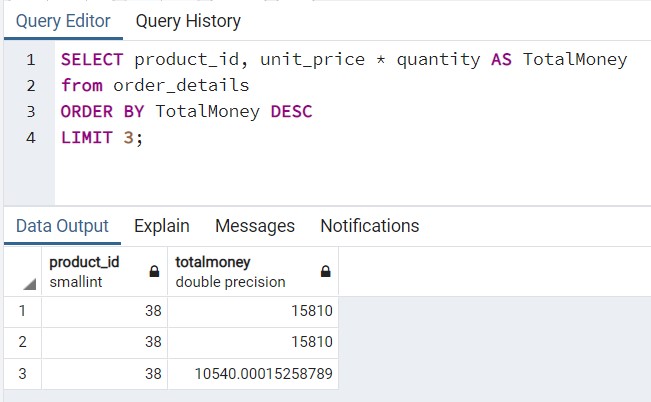 Query Editor Query History
1 SELECT product_id, unit_price * quantity AS TotalMoney
2 from order_details
3 ORDER BY TotalMoney DESC
4 LIMIT 3;
Data Output Explain Messages Notifications
product_id totalmoney
smallint double precision
1 38 15810
2 38 15810
3 38 10540.00015258789